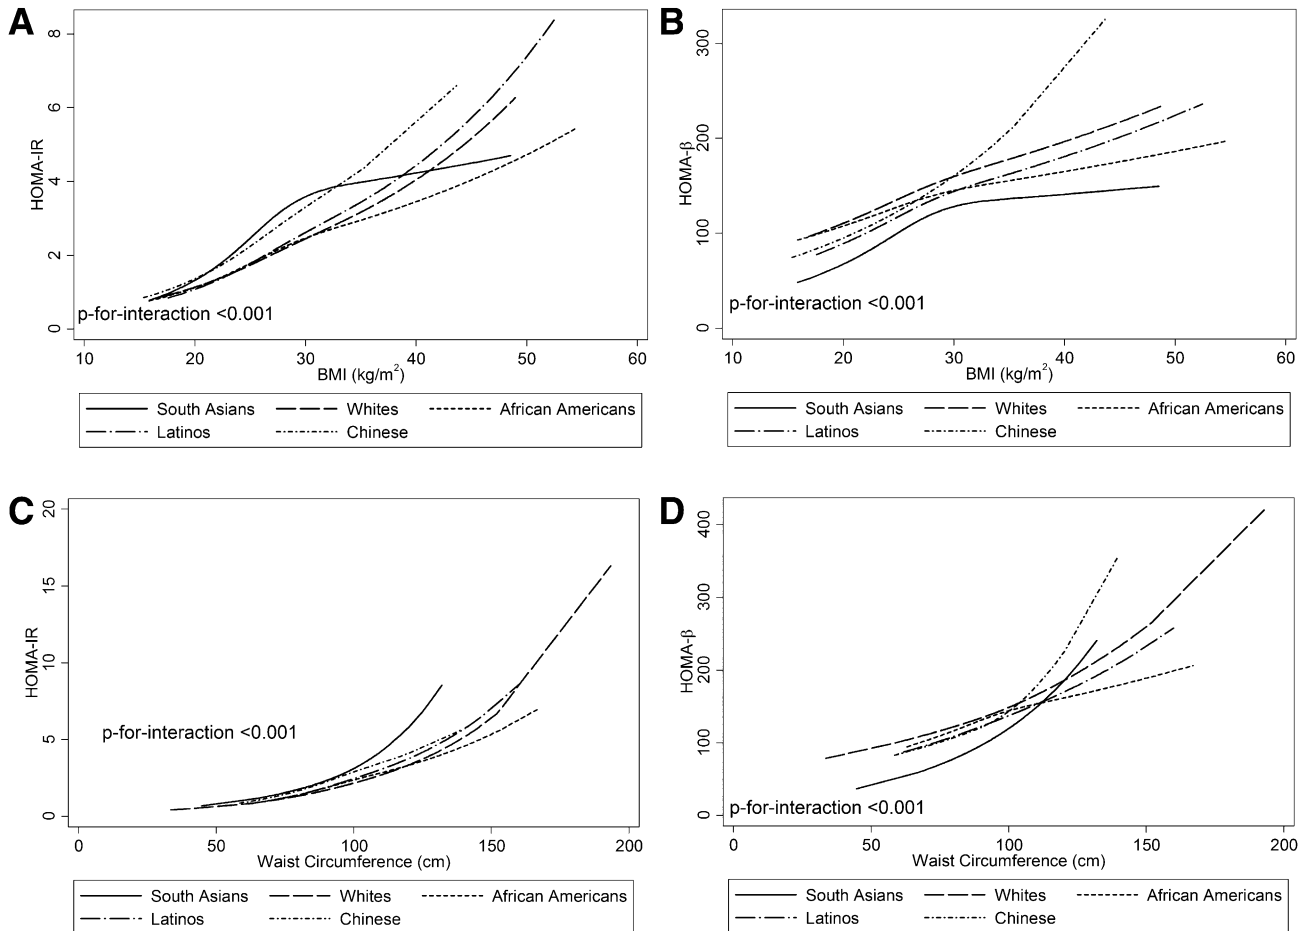 A
HOMA-IR
8
6
4
2
0
p-for-interaction <0.001
10 20 30 40 50 60
BMI (kg/m²)
South Asians Whites African Americans
Latinos Chinese
B
HOMA-β
300
200
100
0
p-for-interaction <0.001
10 20 30 40 50 60
BMI (kg/m²)
South Asians Whites African Americans
Latinos Chinese
C
HOMA-IR
20
15
10
5
0
p-for-interaction <0.001
0 50 100 150 200
Waist Circumference (cm)
South Asians Whites African Americans
Latinos Chinese
D
HOMA-β
400
300
200
100
0
p-for-interaction <0.001
0 50 100 150 200
Waist Circumference (cm)
South Asians Whites African Americans
Latinos Chinese